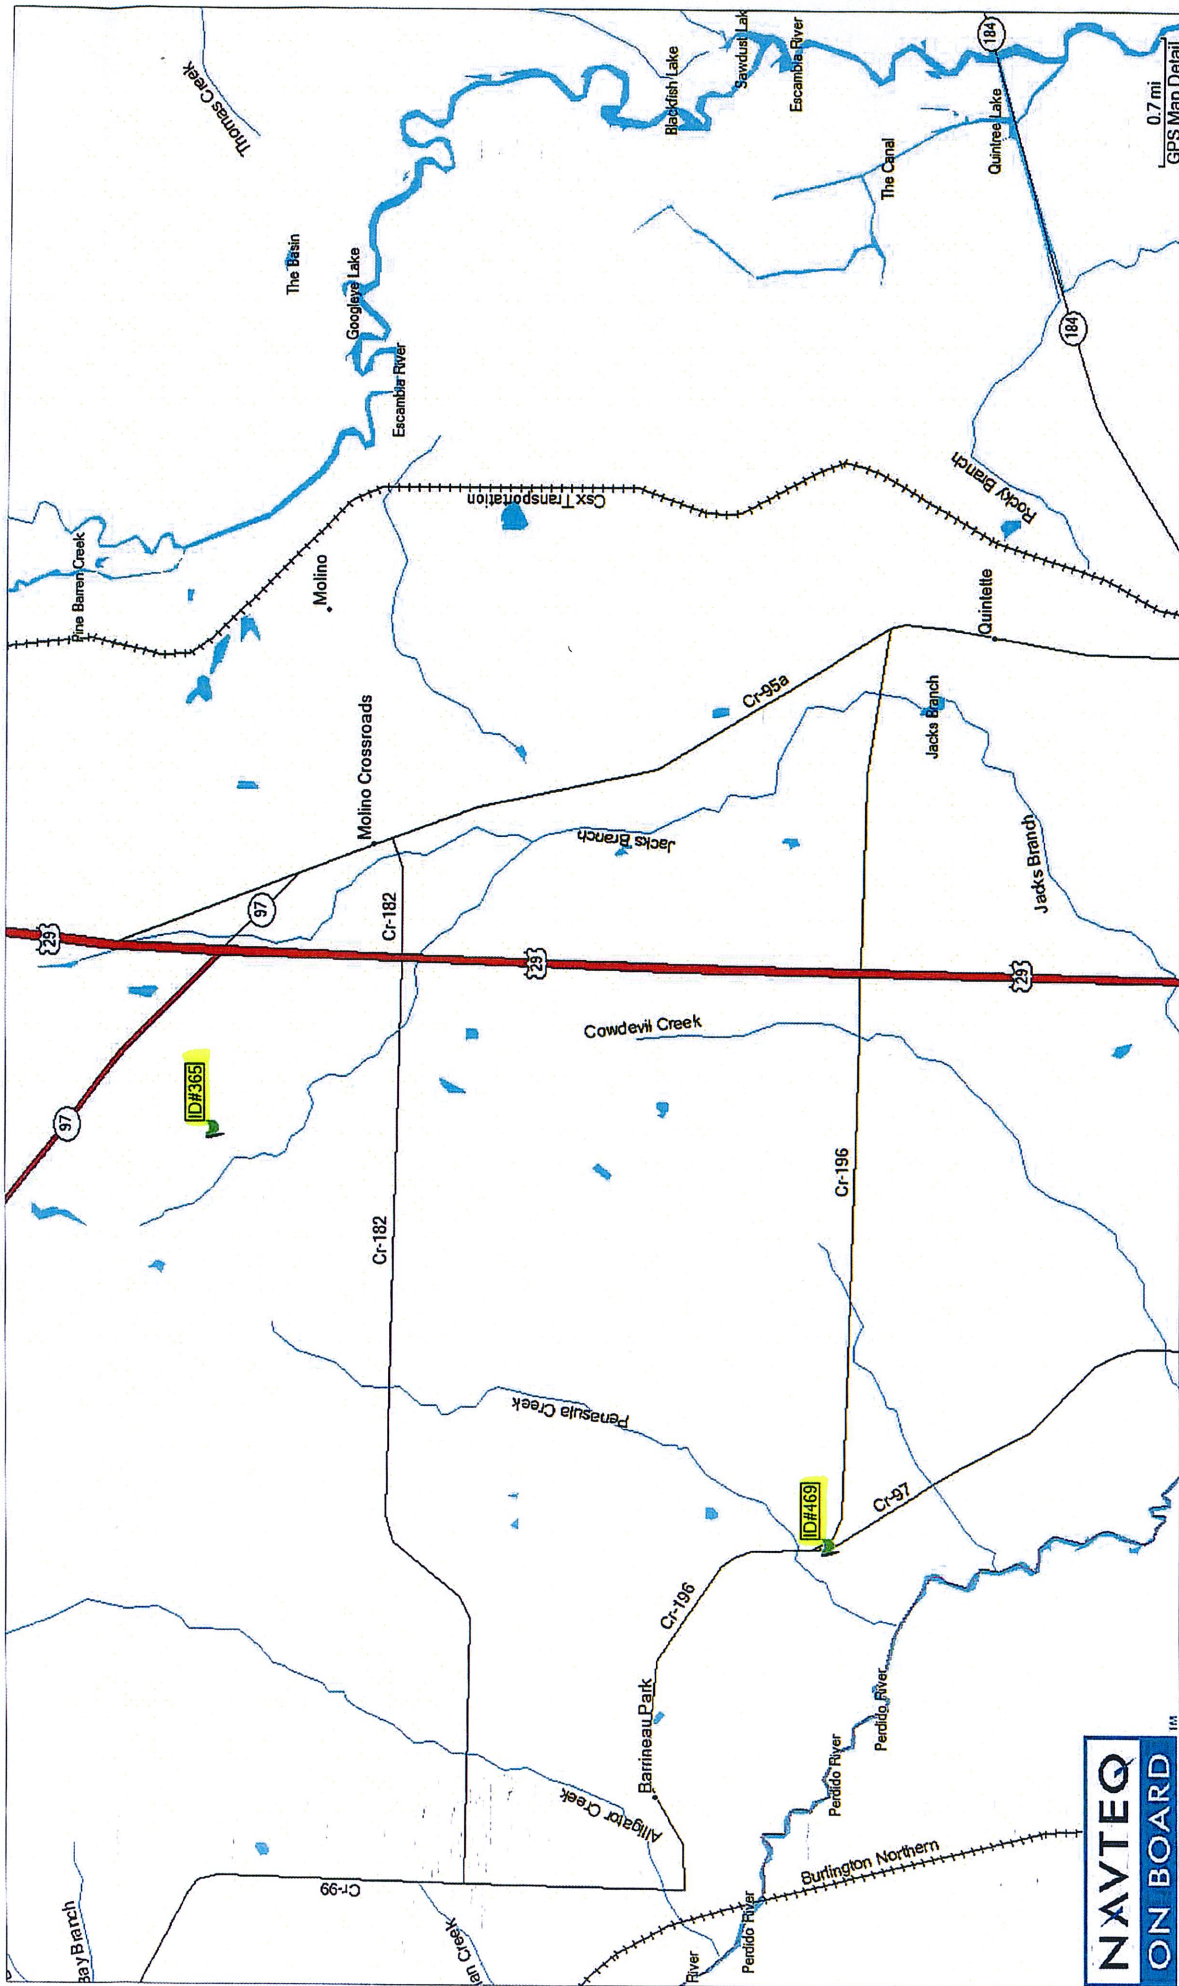 Thomas Creek
Pine Barren Creek
The Basin
Googleye Lake
Escambia River
Blackfish Lake
Sawdust Lak
Escambia River
184
The Canal
Quintree Lake
184
0.7 mi
GPS Map Detail
Molino
Csx Transportation
Rocky Branch
Quintette
Molino Crossroads
Cr-95a
Jacks Branch
Jacks Branch
Jacks Branch
29
97
Cr-182
29
29
97
ID#365
Cowdevil Creek
Cr-182
Cr-196
Penasula Creek
ID#469
Cr-97
Cr-196
Barrineau Park
Alligator Creek
Perdido River
Perdido River
Perdido River
River
Burlington Northern
Cr-99
Bay Branch
ian Creek
NAVTEQ
ON BOARD
TM